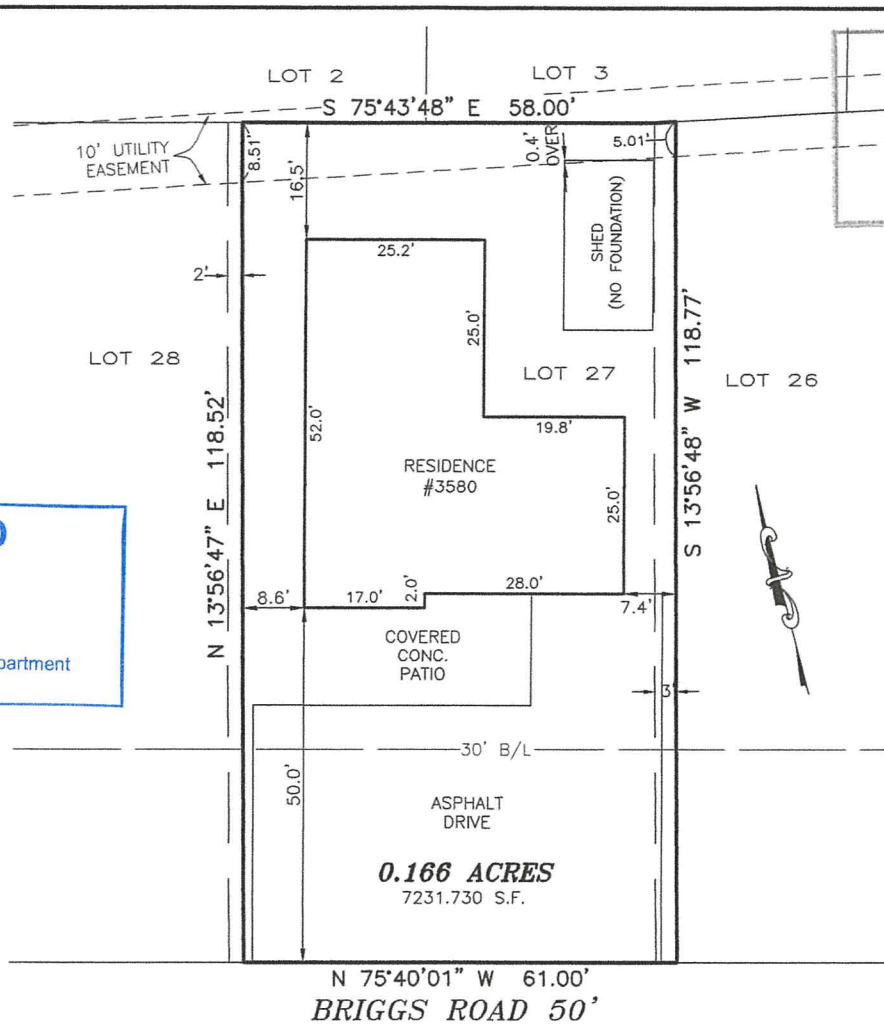 LOT 2
LOT 3
S 75°43'48" E 58.00'
10' UTILITY
EASEMENT
8.51'
16.5'
0.4'
OVER
5.01'
SHED
(NO FOUNDATION)
25.2'
2'
25.0'
LOT 28
LOT 27
LOT 26
N 13°56'47" E 118.52'
52.0'
19.8'
S 13°56'48" W 118.77'
RESIDENCE
#3580
25.0'
8.6'
17.0'
2.0'
28.0'
7.4'
COVERED
CONC.
PATIO
partment
3'
30' B/L
50.0'
ASPHALT
DRIVE
0.166 ACRES
7231.730 S.F.
N 75°40'01" W 61.00'
BRIGGS ROAD 50'